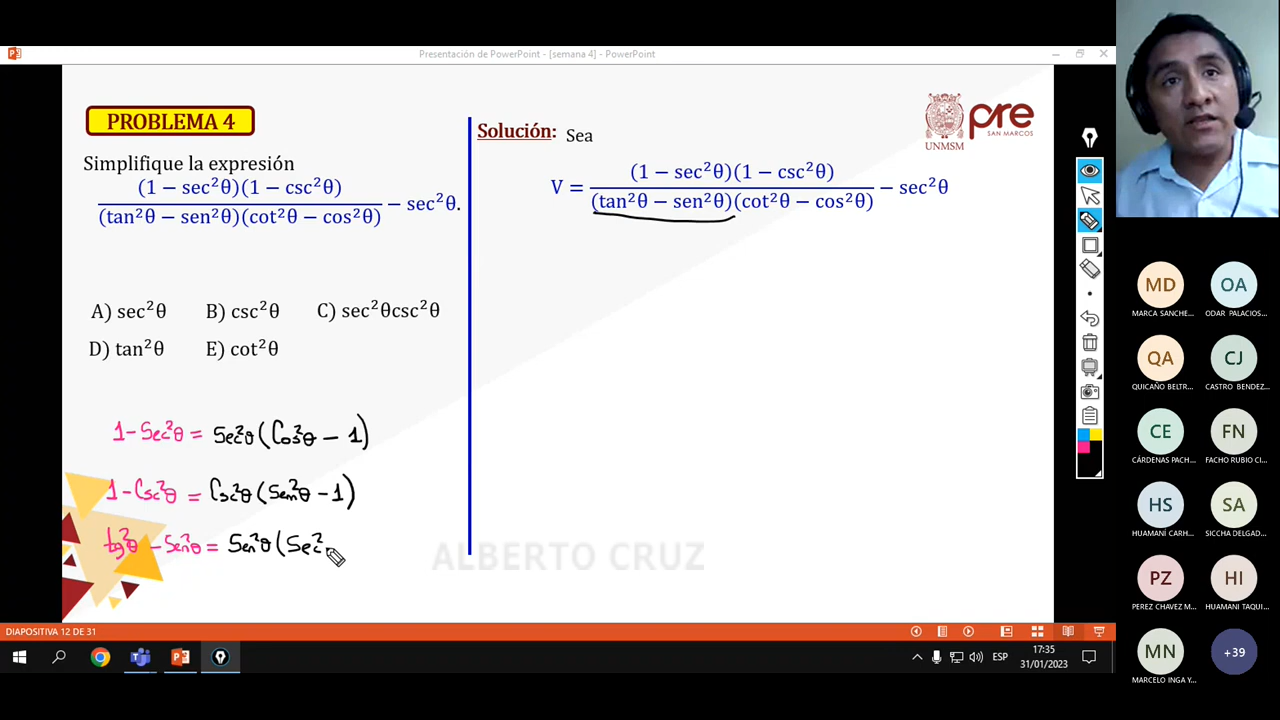 Presentación de PowerPoint - [semana 4] - PowerPoint
PROBLEMA 4
Simplifique la expresión
(1 − sec²θ)(1 − csc²θ)
(tan²θ − sen²θ)(cot²θ − cos²θ)
− sec²θ.
A) sec²θ B) csc²θ C) sec²θcsc²θ
D) tan²θ E) cot²θ
1 - Sec²θ = Sec²θ(Cos²θ - 1)
1 - Csc²θ = Csc²θ(Sen²θ - 1)
tg²θ - Sen²θ = Sen²θ(Sec²
Solución: Sea
V =
(1 − sec²θ)(1 − csc²θ)
(tan²θ − sen²θ)(cot²θ − cos²θ)
− sec²θ
UNMSM
pre
SAN MARCOS
ALBERTO CRUZ
MD
MARCA SANCHE...
OA
ODAR PALACIOS...
QA
QUICAÑO BELTR...
CJ
CASTRO BENDEZ...
CE
CÁRDENAS PACH...
FN
FACHO RUBIO CI...
HS
HUAMANÍ CARH...
SA
SICCHA DELGAD...
PZ
PEREZ CHAVEZ M...
HI
HUAMANI TAQUI...
MN
MARCELO INGA Y...
+39
DIAPOSITIVA 12 DE 31
ESP
17:35
31/01/2023